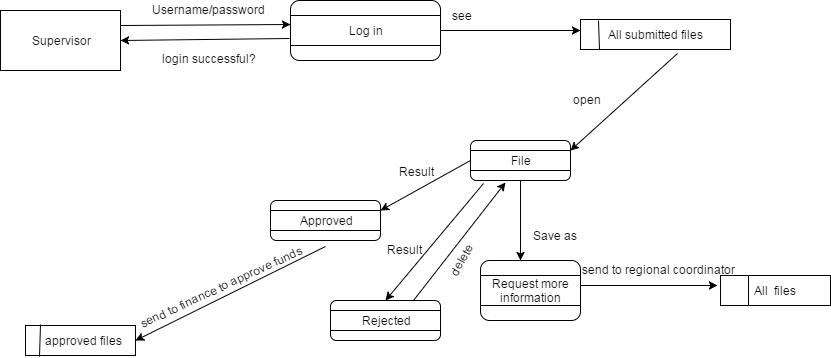 Username/password
Supervisor
Log in
login successful?
see
All submitted files
open
File
Result
Approved
Result
delete
Save as
send to finance to approve funds
Request more
information
send to regional coordinator
All files
Rejected
approved files